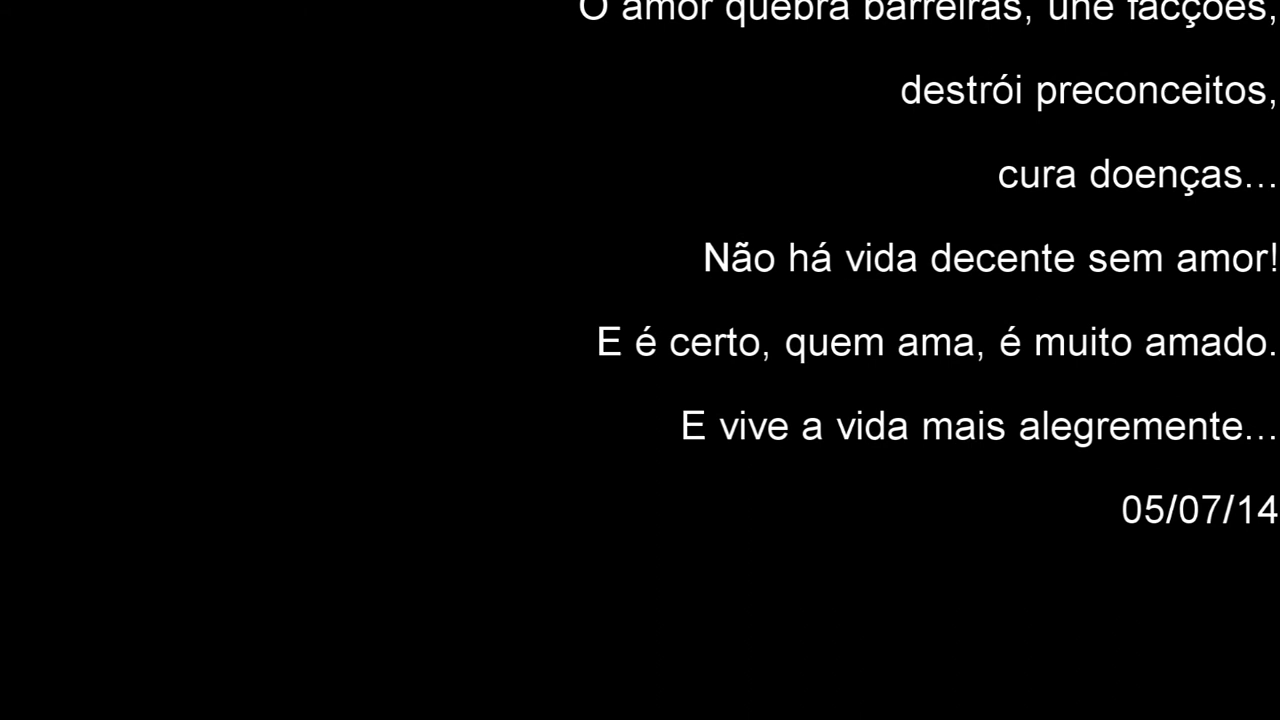 O amor quebra barreiras, une facções,
destrói preconceitos,
cura doenças...
Não há vida decente sem amor!
E é certo, quem ama, é muito amado.
E vive a vida mais alegremente...
05/07/14